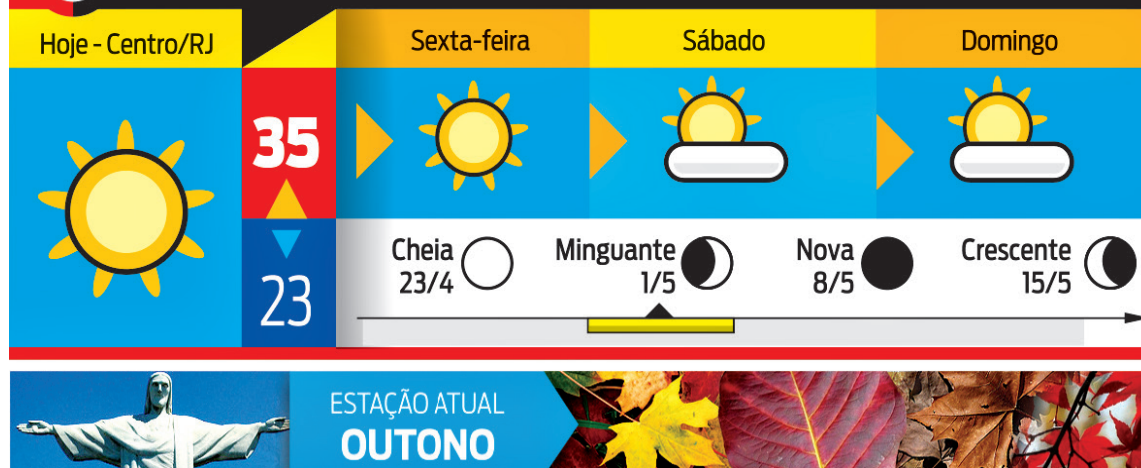 Hoje - Centro/RJ
Sexta-feira
Sábado
Domingo
35
23
Cheia
23/4
Minguante
1/5
Nova
8/5
Crescente
15/5
ESTAÇÃO ATUAL
OUTONO